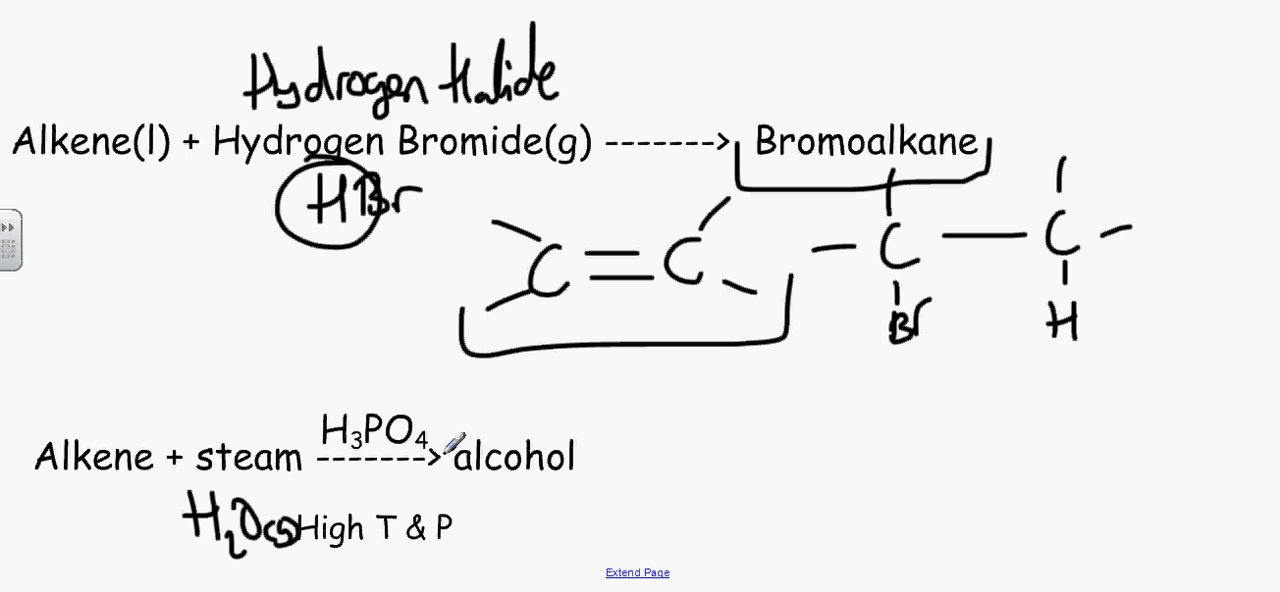 Hydrogen Halide
Alkene(l) + Hydrogen Bromide(g) -------> Bromoalkane
HBr
C = C
C — C
Br H
H₃PO₄
Alkene + steam -------> alcohol
H₂O(g) High T & P
Extend Page